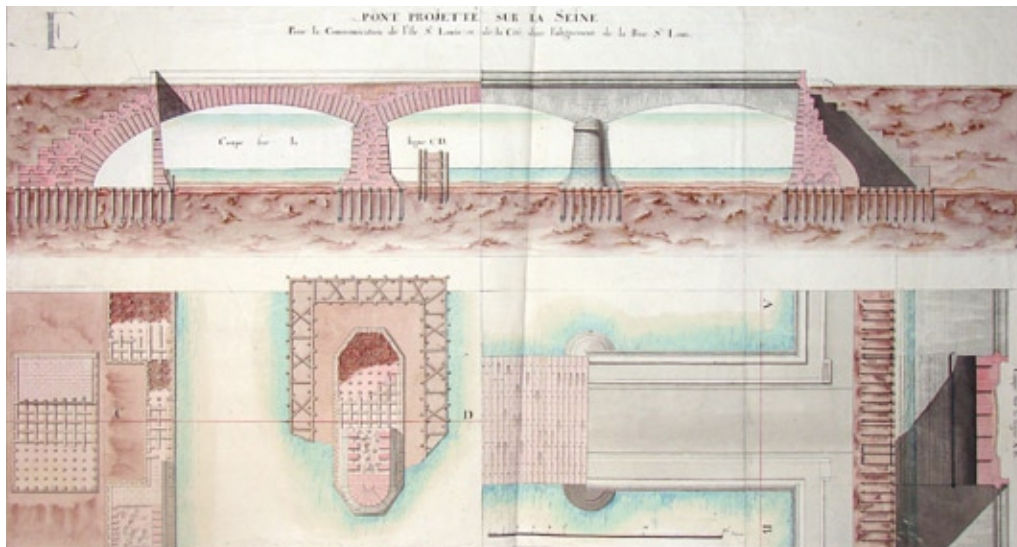 E
PONT PROJETTÉ SUR LA SEINE
Pour la Communication de l'Isle St Louis et de la Cité dans l'alignement de la Rue St Louis.
Coupe sur la ligne C.D.
A
D
B